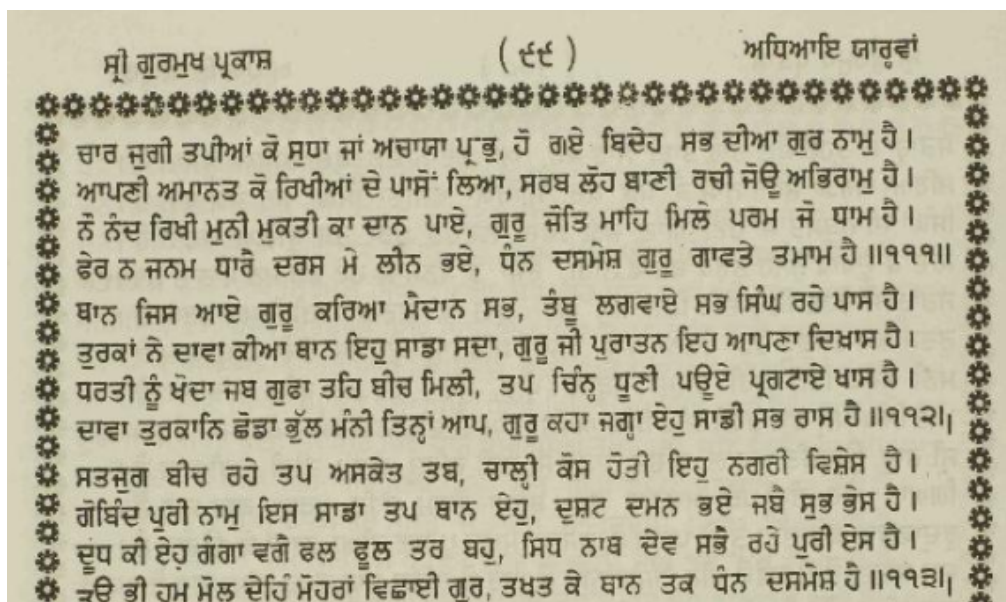 ਸ੍ਰੀ ਗੁਰਮੁਖ ਪ੍ਰਕਾਸ਼ ( ੯੯ ) ਅਧਿਆਇ ਯਾਰ੍ਹਵਾਂ
ਚਾਰ ਜੁਗੀ ਤਪੀਆਂ ਕੋ ਸੁਧਾ ਜਾਂ ਅਚਾਯਾ ਪ੍ਰਭੁ, ਹੋ ਗਏ ਬਿਦੇਹ ਸਭ ਦੀਆ ਗੁਰ ਨਾਮੁ ਹੈ।
ਆਪਣੀ ਅਮਾਨਤ ਕੋ ਰਿਖੀਆਂ ਦੇ ਪਾਸੋਂ ਲਿਆ, ਸਰਬ ਲੋਹ ਬਾਣੀ ਰਚੀ ਜੋਊ ਅਭਿਰਾਮੁ ਹੈ।
ਨੌ ਨੰਦ ਰਿਖੀ ਮੁਨੀ ਮੁਕਤੀ ਕਾ ਦਾਨ ਪਾਏ, ਗੁਰੂ ਜੋਤਿ ਮਾਹਿ ਮਿਲੇ ਪਰਮ ਜੋ ਧਾਮ ਹੈ।
ਫੇਰ ਨ ਜਨਮ ਧਾਰੈ ਦਰਸ ਮੇ ਲੀਨ ਭਏ, ਧੰਨ ਦਸਮੇਸ਼ ਗੁਰੂ ਗਾਵਤੇ ਤਮਾਮ ਹੈ ॥੧੧੧॥
ਥਾਨ ਜਿਸ ਆਏ ਗੁਰੂ ਕਰਿਆ ਮੈਦਾਨ ਸਭ, ਤੰਬੂ ਲਗਵਾਏ ਸਭ ਸਿੰਘ ਰਹੇ ਪਾਸ ਹੈ।
ਤੁਰਕਾਂ ਨੇ ਦਾਵਾ ਕੀਆ ਥਾਨ ਇਹੁ ਸਾਡਾ ਸਦਾ, ਗੁਰੂ ਜੀ ਪੁਰਾਤਨ ਇਹ ਆਪਣਾ ਦਿਖਾਸ ਹੈ।
ਧਰਤੀ ਨੂੰ ਖੋਦਾ ਜਬ ਗੁਫਾ ਤਹਿ ਬੀਚ ਮਿਲੀ, ਤਪ ਚਿੰਨ੍ਹ ਧੂਣੀ ਪਊਏ ਪ੍ਰਗਟਾਏ ਖਾਸ ਹੈ।
ਦਾਵਾ ਤੁਰਕਾਨਿ ਛੋਡਾ ਭੁੱਲ ਮੰਨੀ ਤਿਨ੍ਹਾਂ ਆਪ, ਗੁਰੂ ਕਹਾ ਜਗ੍ਹਾ ਏਹੁ ਸਾਡੀ ਸਭ ਰਾਸ ਹੈ ॥੧੧੨॥
ਸਤਜੁਗ ਬੀਚ ਰਹੇ ਤਪ ਅਸਕੇਤ ਤਬ, ਚਾਲ੍ਹੀ ਕੋਸ ਹੋਤੀ ਇਹੁ ਨਗਰੀ ਵਿਸ਼ੇਸ ਹੈ।
ਗੋਬਿੰਦ ਪੁਰੀ ਨਾਮੁ ਇਸ ਸਾਡਾ ਤਪ ਥਾਨ ਏਹੁ, ਦੁਸ਼ਟ ਦਮਨ ਭਏ ਜਬੈ ਸੁਭ ਭੇਸ ਹੈ।
ਦੂਧ ਕੀ ਏਹੁ ਗੰਗਾ ਵਗੈ ਫਲ ਫੂਲ ਤਰ ਬਹੁ, ਸਿਧ ਨਾਥ ਦੇਵ ਸਭੈ ਰਹੇ ਪੁਰੀ ਏਸ ਹੈ।
ਤਉ ਭੀ ਹਮ ਮੋਲ ਦੇਹਿੰ ਮੋਹਰਾਂ ਵਿਛਾਈ ਗੁਰ, ਤਖਤ ਕੇ ਥਾਨ ਤਕ ਧੰਨ ਦਸਮੇਸ਼ ਹੈ ॥੧੧੩॥